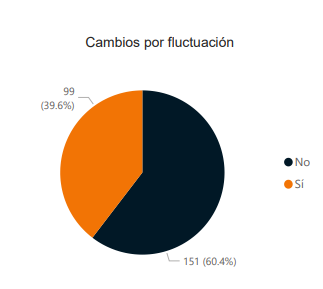 Cambios por fluctuación
99
(39.6%)
No
Sí
151 (60.4%)